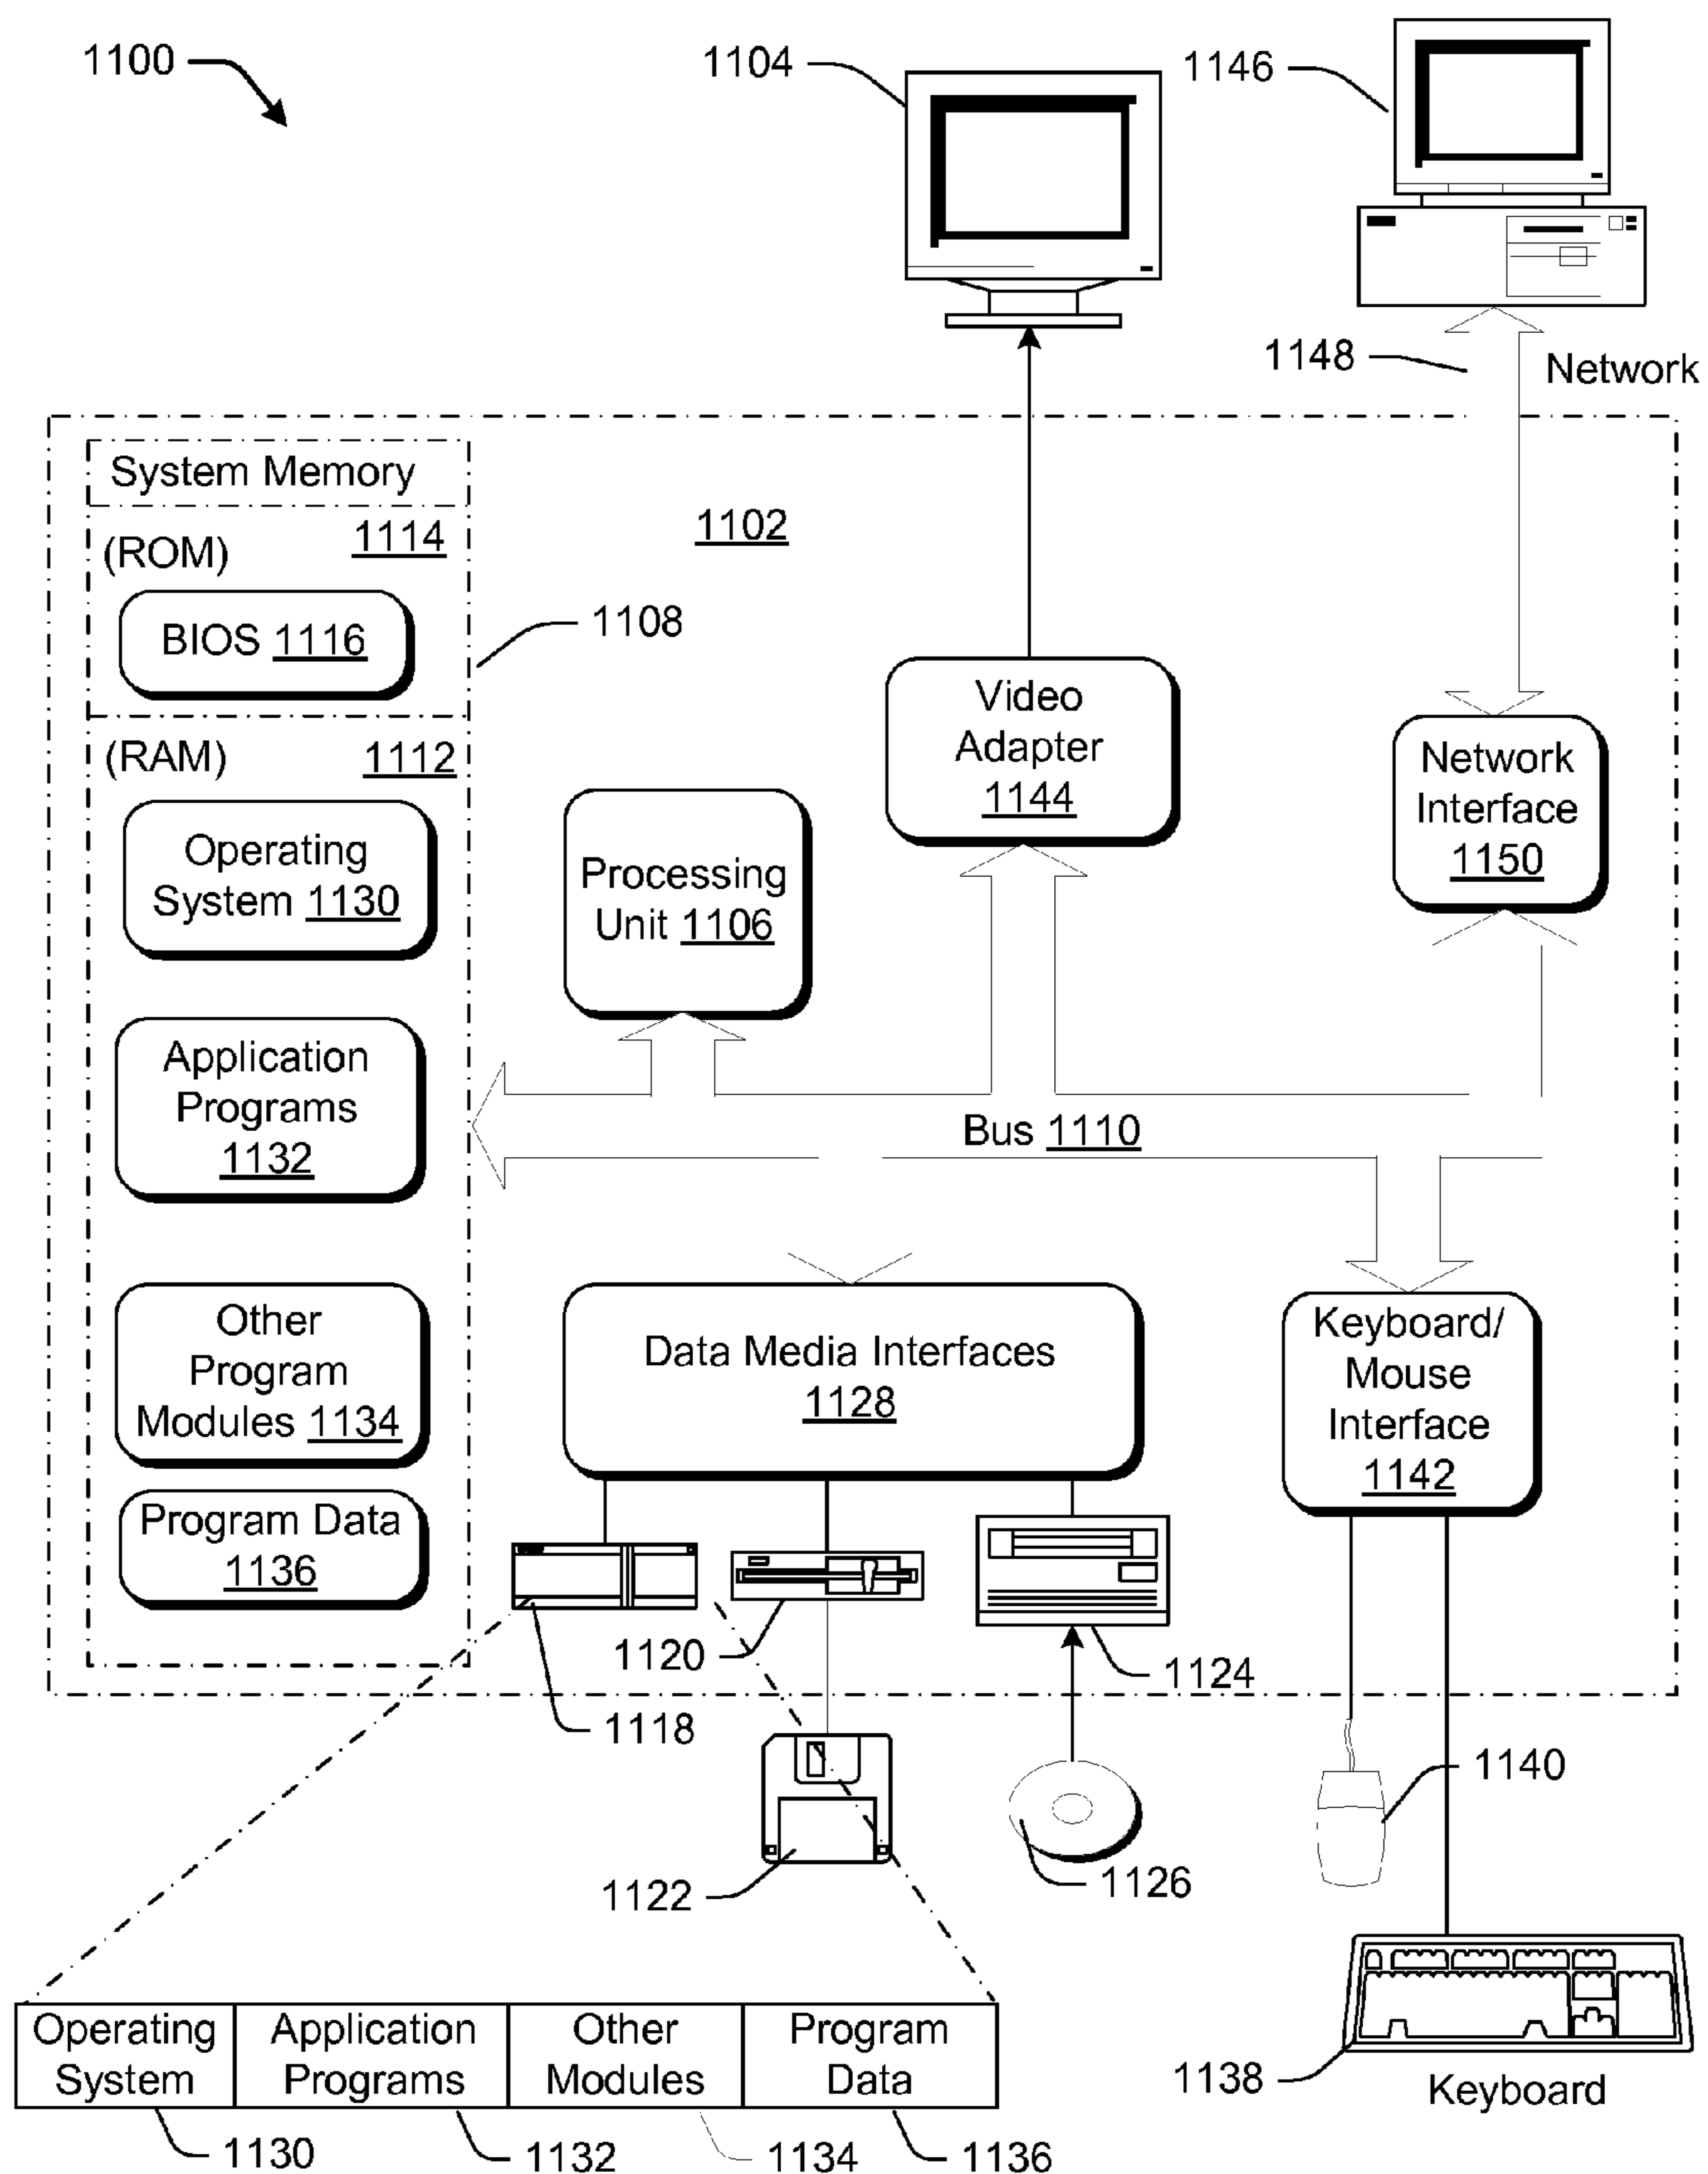 1100
1104
1146
1148
Network
System Memory
(ROM)
1114
BIOS 1116
1102
1108
(RAM)
1112
Operating
System 1130
Application
Programs
1132
Other
Program
Modules 1134
Program Data
1136
Processing
Unit 1106
Video
Adapter
1144
Network
Interface
1150
Bus 1110
Data Media Interfaces
1128
Keyboard/
Mouse
Interface
1142
1120
1124
1118
1122
1126
1140
1138
Keyboard
Operating
System
Application
Programs
Other
Modules
Program
Data
1130
1132
1134
1136